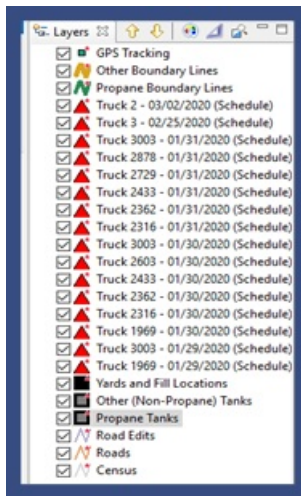 Layers
GPS Tracking
Other Boundary Lines
Propane Boundary Lines
Truck 2 - 03/02/2020 (Schedule)
Truck 3 - 02/25/2020 (Schedule)
Truck 3003 - 01/31/2020 (Schedule)
Truck 2878 - 01/31/2020 (Schedule)
Truck 2729 - 01/31/2020 (Schedule)
Truck 2433 - 01/31/2020 (Schedule)
Truck 2362 - 01/31/2020 (Schedule)
Truck 2316 - 01/31/2020 (Schedule)
Truck 3003 - 01/30/2020 (Schedule)
Truck 2603 - 01/30/2020 (Schedule)
Truck 2433 - 01/30/2020 (Schedule)
Truck 2362 - 01/30/2020 (Schedule)
Truck 2316 - 01/30/2020 (Schedule)
Truck 1969 - 01/30/2020 (Schedule)
Truck 3003 - 01/29/2020 (Schedule)
Truck 1969 - 01/29/2020 (Schedule)
Yards and Fill Locations
Other (Non-Propane) Tanks
Propane Tanks
Road Edits
Roads
Census